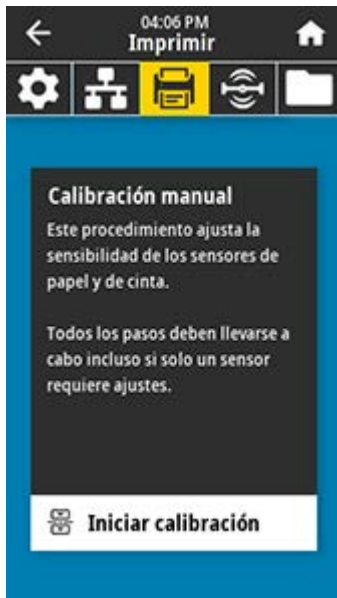 04:06 PM
Imprimir
Calibración manual
Este procedimiento ajusta la
sensibilidad de los sensores de
papel y de cinta.
Todos los pasos deben llevarse a
cabo incluso si solo un sensor
requiere ajustes.
Iniciar calibración